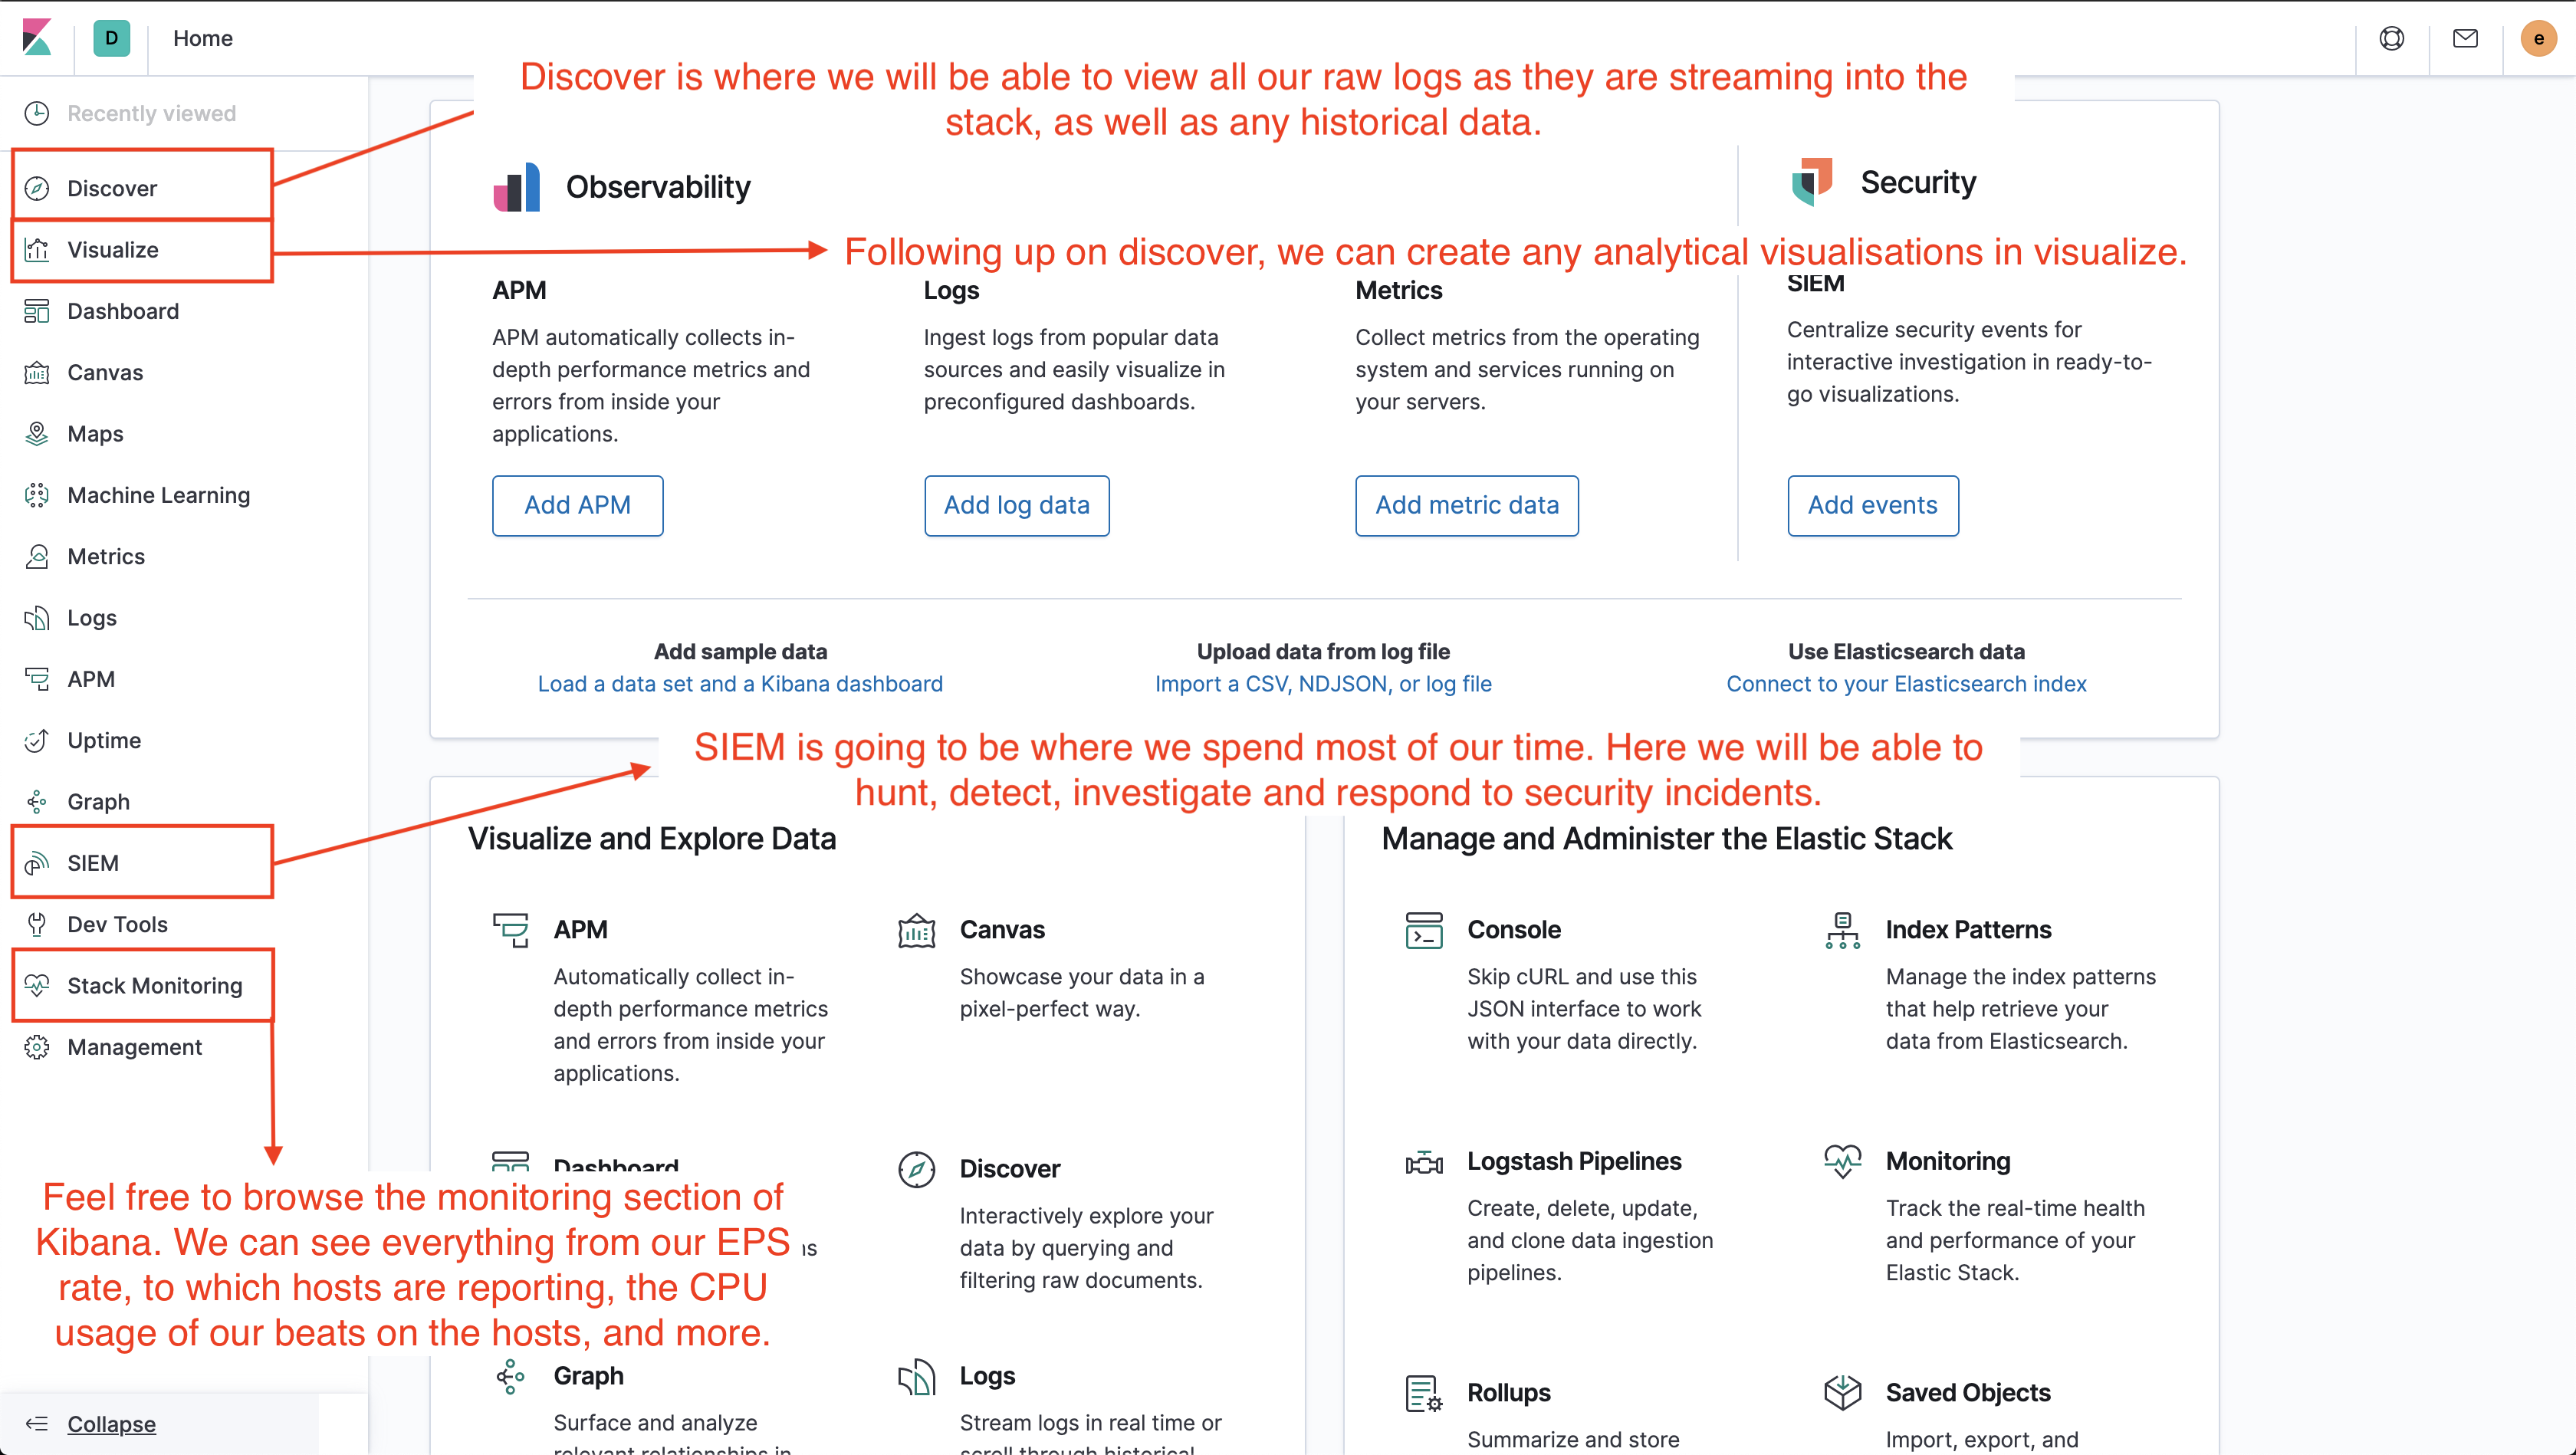 D
Home
e
Recently viewed
Discover
Visualize
Dashboard
Canvas
Maps
Machine Learning
Metrics
Logs
APM
Uptime
Graph
SIEM
Dev Tools
Stack Monitoring
Management
Collapse
Discover is where we will be able to view all our raw logs as they are streaming into the
stack, as well as any historical data.
Observability
Security
Following up on discover, we can create any analytical visualisations in visualize.
APM
APM automatically collects in-
depth performance metrics and
errors from inside your
applications.
Add APM
Logs
Ingest logs from popular data
sources and easily visualize in
preconfigured dashboards.
Add log data
Metrics
Collect metrics from the operating
system and services running on
your servers.
Add metric data
SIEM
Centralize security events for
interactive investigation in ready-to-
go visualizations.
Add events
Add sample data
Load a data set and a Kibana dashboard
Upload data from log file
Import a CSV, NDJSON, or log file
Use Elasticsearch data
Connect to your Elasticsearch index
SIEM is going to be where we spend most of our time. Here we will be able to
hunt, detect, investigate and respond to security incidents.
Visualize and Explore Data
APM
Automatically collect in-
depth performance metrics
and errors from inside your
applications.
Canvas
Showcase your data in a
pixel-perfect way.
Dashboard
Discover
Interactively explore your
data by querying and
filtering raw documents.
Feel free to browse the monitoring section of
Kibana. We can see everything from our EPS
rate, to which hosts are reporting, the CPU
usage of our beats on the hosts, and more.
Graph
Surface and analyze
relevant relationships in
Logs
Stream logs in real time or
scroll through historical
Manage and Administer the Elastic Stack
Console
Skip cURL and use this
JSON interface to work
with your data directly.
Index Patterns
Manage the index patterns
that help retrieve your
data from Elasticsearch.
Logstash Pipelines
Create, delete, update,
and clone data ingestion
pipelines.
Monitoring
Track the real-time health
and performance of your
Elastic Stack.
Rollups
Summarize and store
Saved Objects
Import, export, and